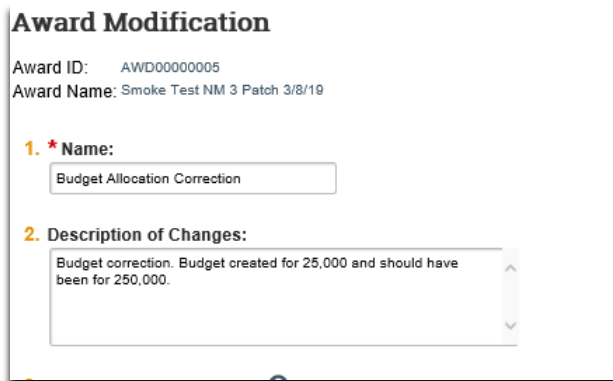 Award Modification
Award ID: AWD00000005
Award Name: Smoke Test NM 3 Patch 3/8/19
1. * Name:
Budget Allocation Correction
2. Description of Changes:
Budget correction. Budget created for 25,000 and should have
been for 250,000.